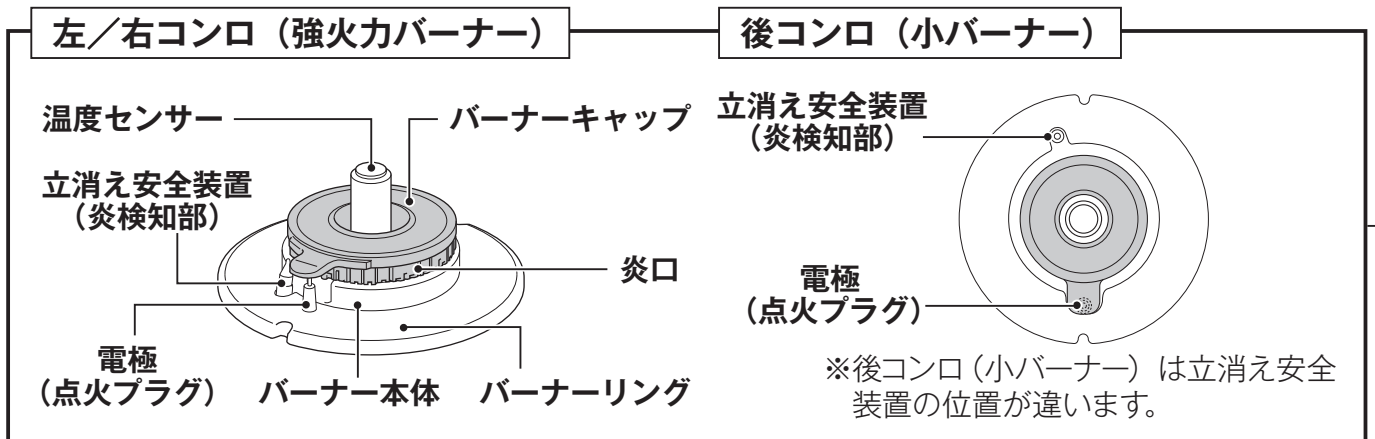 左／右コンロ（強火力バーナー）
温度センサー
バーナーキャップ
立消え安全装置
（炎検知部）
炎口
電極
（点火プラグ）
バーナー本体
バーナーリング
後コンロ（小バーナー）
立消え安全装置
（炎検知部）
電極
（点火プラグ）
※後コンロ（小バーナー）は立消え安全
装置の位置が違います。